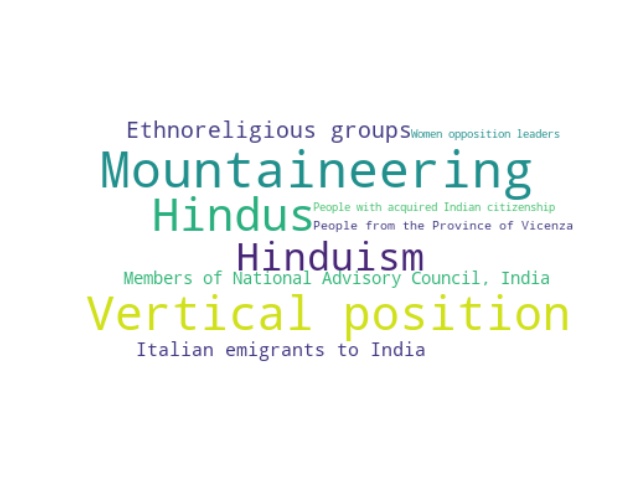 Ethnoreligious groups
Women opposition leaders
Mountaineering
Hindus
People with acquired Indian citizenship
People from the Province of Vicenza
Hinduism
Members of National Advisory Council, India
Vertical position
Italian emigrants to India